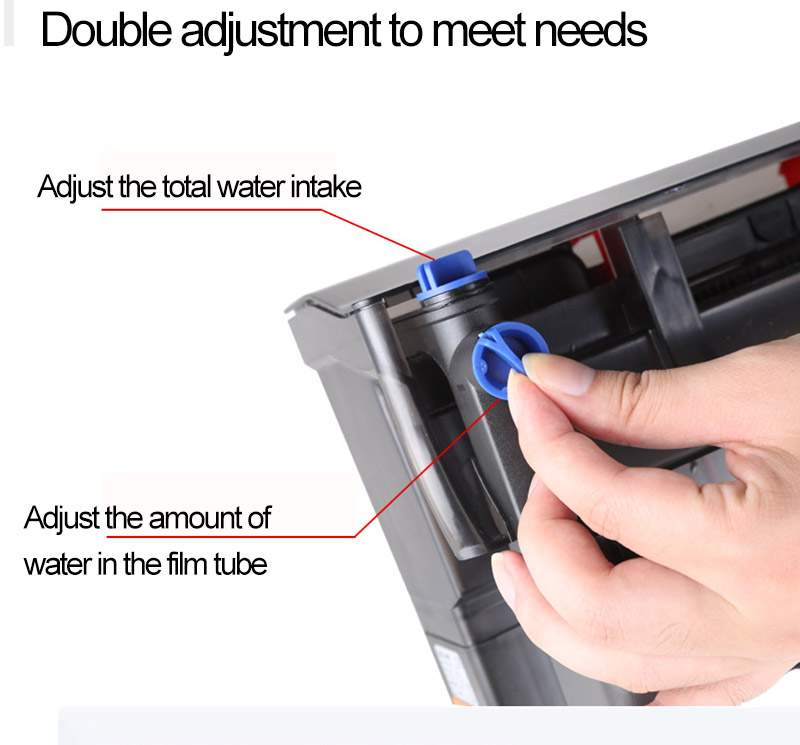 Double adjustment to meet needs
Adjust the total water intake
Adjust the amount of
water in the film tube